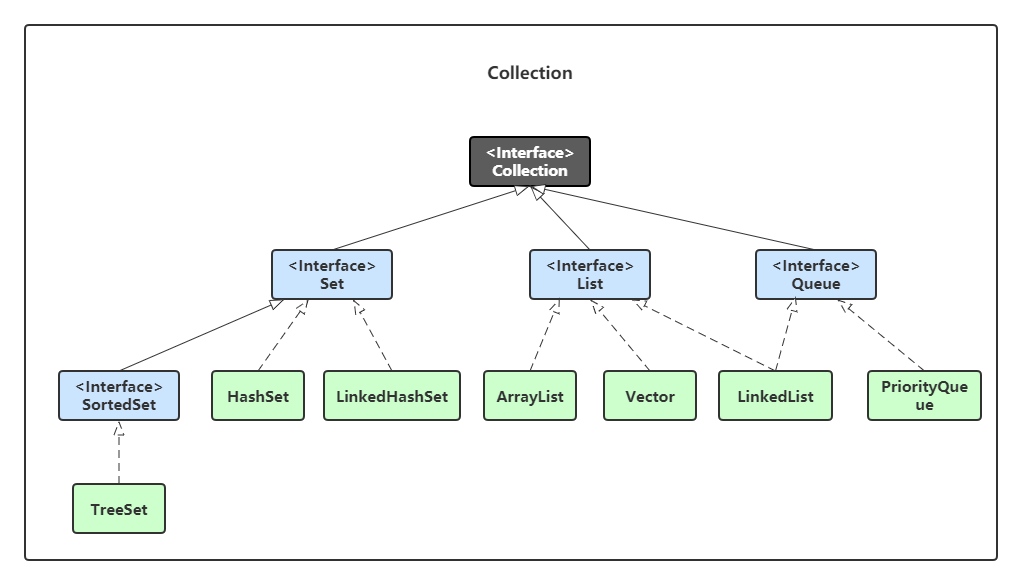 Collection
<Interface>
Collection
<Interface>
Set
<Interface>
List
<Interface>
Queue
<Interface>
SortedSet
HashSet
LinkedHashSet
ArrayList
Vector
LinkedList
PriorityQue
ue
TreeSet